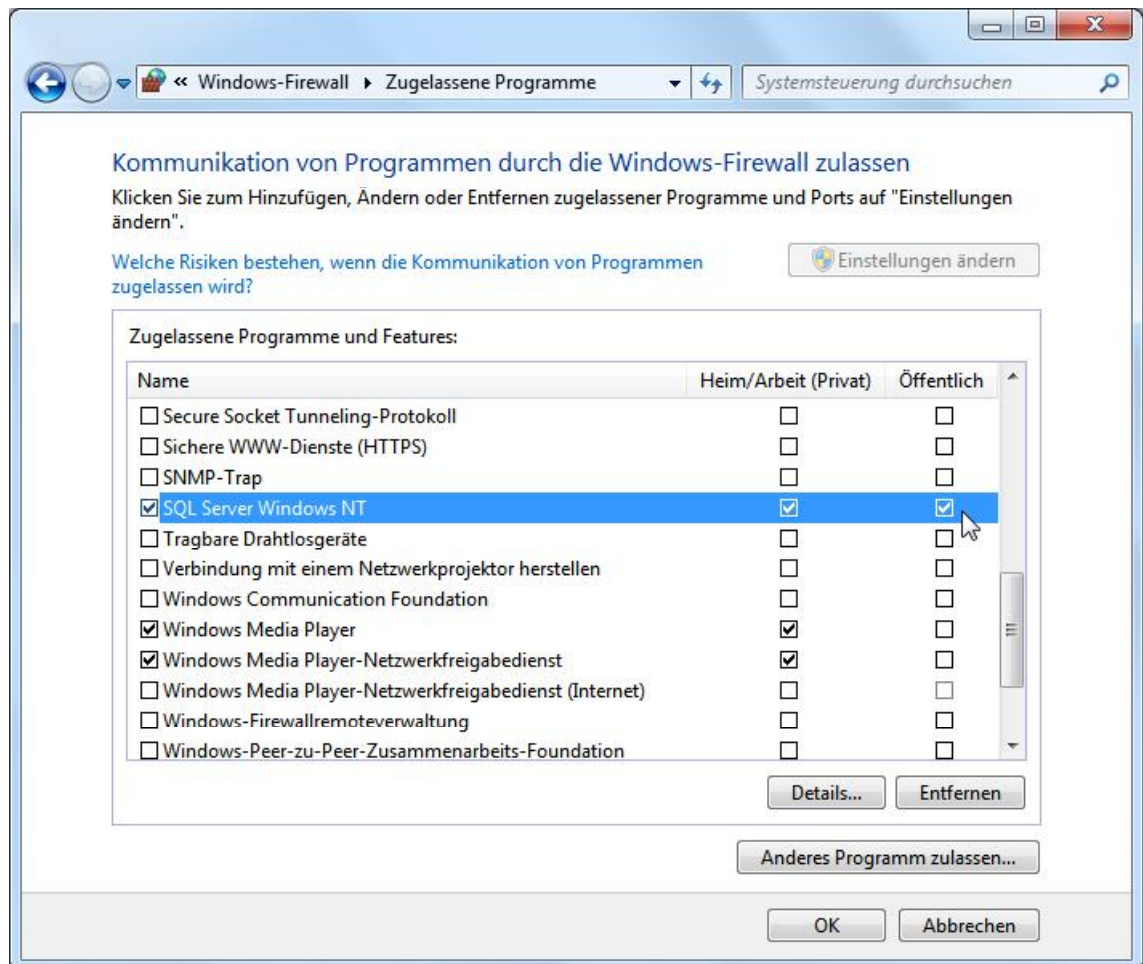 « Windows-Firewall ▸ Zugelassene Programme
Systemsteuerung durchsuchen
Kommunikation von Programmen durch die Windows-Firewall zulassen
Klicken Sie zum Hinzufügen, Ändern oder Entfernen zugelassener Programme und Ports auf "Einstellungen
ändern".
Welche Risiken bestehen, wenn die Kommunikation von Programmen
zugelassen wird?
Einstellungen ändern
Zugelassene Programme und Features:
Name Heim/Arbeit (Privat) Öffentlich
Secure Socket Tunneling-Protokoll
Sichere WWW-Dienste (HTTPS)
SNMP-Trap
SQL Server Windows NT
Tragbare Drahtlosgeräte
Verbindung mit einem Netzwerkprojektor herstellen
Windows Communication Foundation
Windows Media Player
Windows Media Player-Netzwerkfreigabedienst
Windows Media Player-Netzwerkfreigabedienst (Internet)
Windows-Firewallremoteverwaltung
Windows-Peer-zu-Peer-Zusammenarbeits-Foundation
Details... Entfernen
Anderes Programm zulassen...
OK Abbrechen